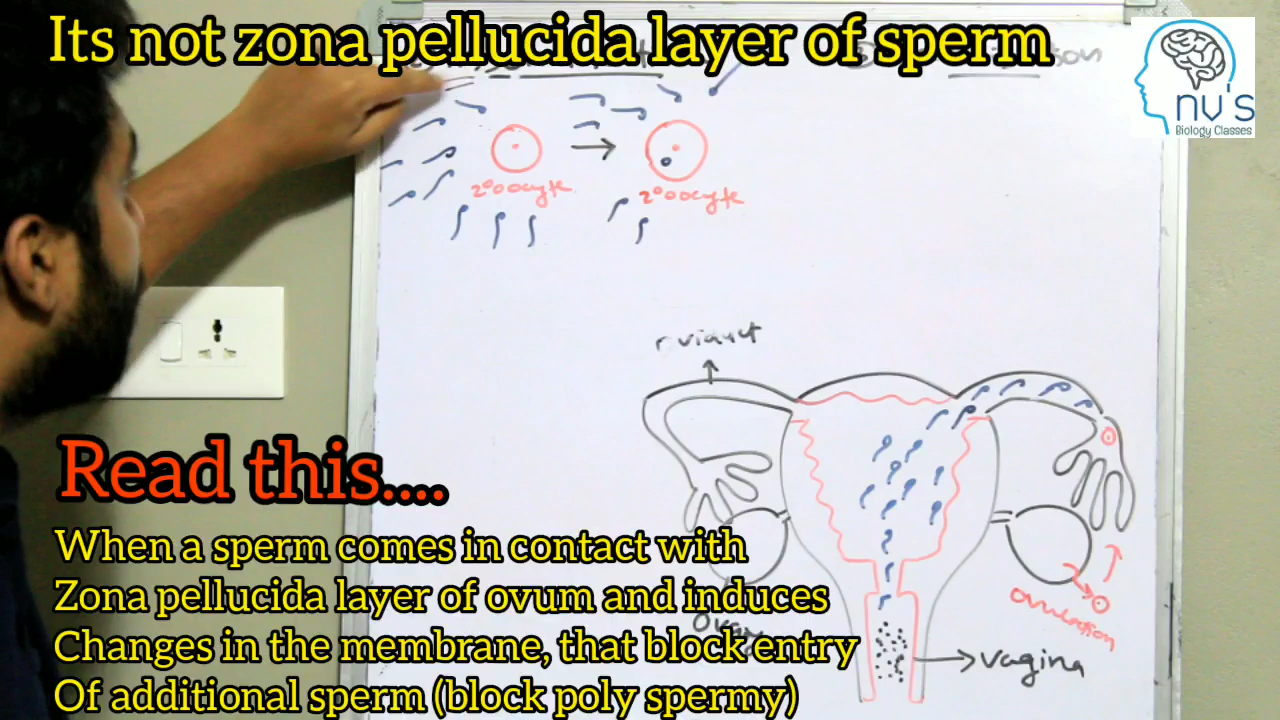 Its not zona pellucida layer of sperm
nv's
Biology Classes
2°oocyte
2°oocyte
oviduct
Read this....
When a sperm comes in contact with
Zona pellucida layer of ovum and induces
Changes in the membrane, that block entry
Of additional sperm (block poly spermy)
Ovary
ovulation
vagina